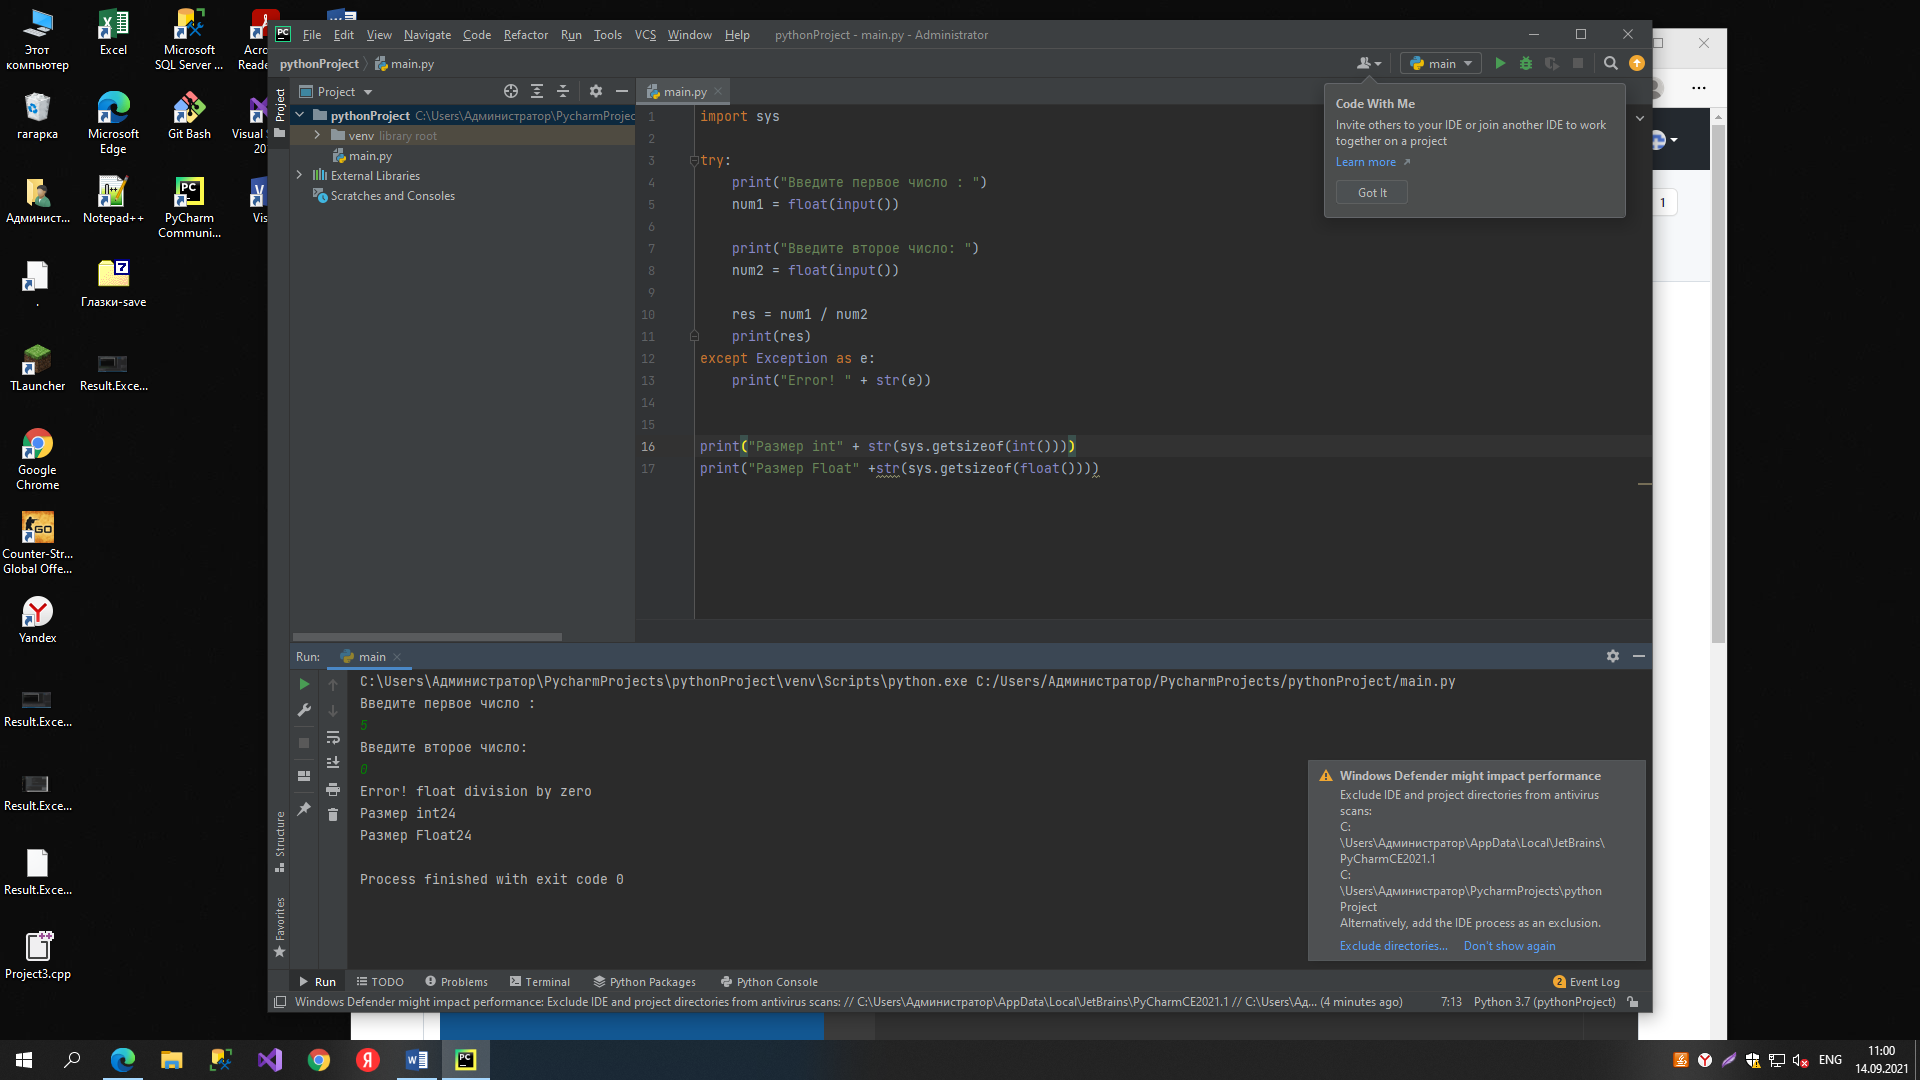 Этот компьютер
Excel
Microsoft SQL Server ...
Acro
Reade
гагарка
Microsoft Edge
Git Bash
Visual S
20
Админист...
Notepad++
PyCharm Communi...
Vis
.
Глазки-save
TLauncher
Result.Exce...
Google Chrome
Counter-Str...
Global Offe...
Yandex
Result.Exce...
Result.Exce...
Result.Exce...
Project3.cpp
File Edit View Navigate Code Refactor Run Tools VCS Window Help pythonProject - main.py - Administrator
pythonProject main.py
main
Project
Project
main.py
pythonProject C:\Users\Администратор\PycharmProjec
venv library root
main.py
External Libraries
Scratches and Consoles
1 import sys
2
3 try:
4 print("Введите первое число : ")
5 num1 = float(input())
6
7 print("Введите второе число: ")
8 num2 = float(input())
9
10 res = num1 / num2
11 print(res)
12 except Exception as e:
13 print("Error! " + str(e))
14
15
16 print("Размер int" + str(sys.getsizeof(int())))
17 print("Размер Float" +str(sys.getsizeof(float())))
Code With Me
Invite others to your IDE or join another IDE to work
together on a project
Learn more
Got It
1
Run: main
C:\Users\Администратор\PycharmProjects\pythonProject\venv\Scripts\python.exe C:/Users/Администратор/PycharmProjects/pythonProject/main.py
Введите первое число :
5
Введите второе число:
0
Error! float division by zero
Размер int24
Размер Float24
Process finished with exit code 0
Structure
Favorites
Windows Defender might impact performance
Exclude IDE and project directories from antivirus
scans:
C:
\Users\Администратор\AppData\Local\JetBrains\
PyCharmCE2021.1
C:
\Users\Администратор\PycharmProjects\python
Project
Alternatively, add the IDE process as an exclusion.
Exclude directories... Don't show again
Run TODO Problems Terminal Python Packages Python Console
2 Event Log
Windows Defender might impact performance: Exclude IDE and project directories from antivirus scans: // C:\Users\Администратор\AppData\Local\JetBrains\PyCharmCE2021.1 // C:\Users\Ад... (4 minutes ago)
7:13 Python 3.7 (pythonProject)
ENG
11:00
14.09.2021